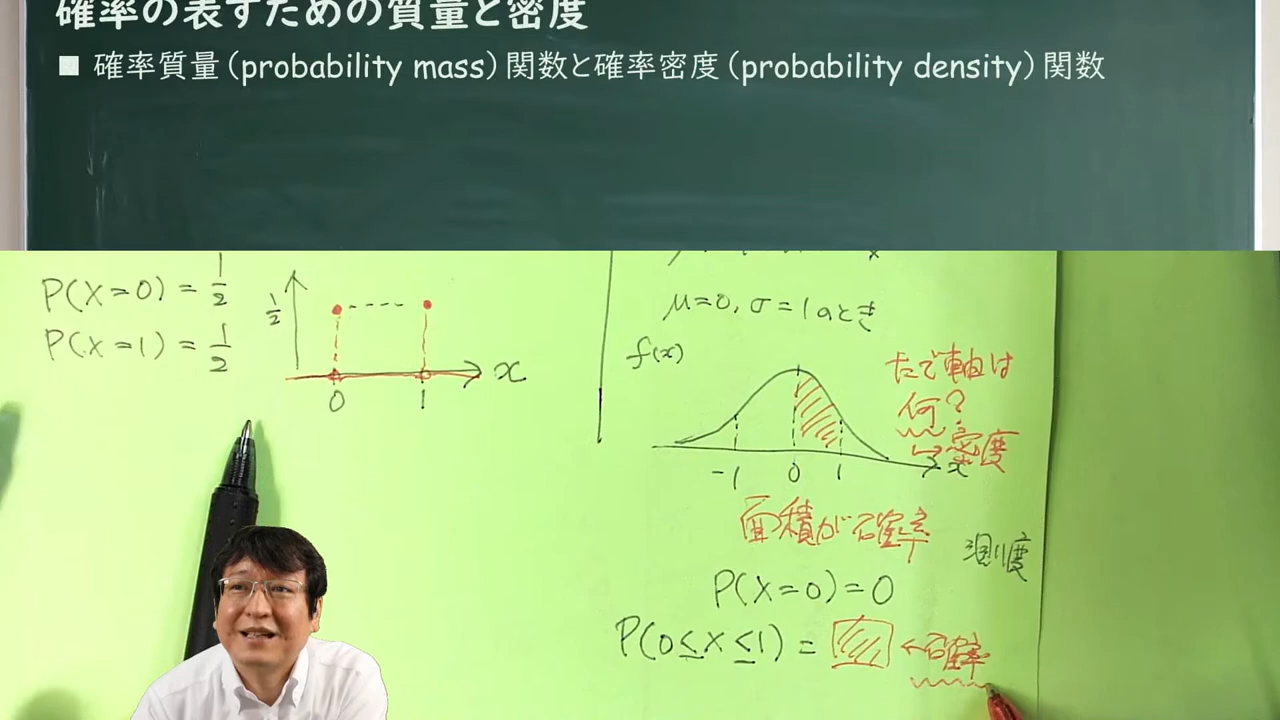 確率の表すための質量と密度
■ 確率質量（probability mass）関数と確率密度（probability density）関数
P(X=0) = 1/2
P(X=1) = 1/2
1/2
x
0
1
μ=0, σ=1のとき
f(x)
たて軸は
何?
↳密度
-1
0
1
x
面積が確率
測度
P(X=0)=0
P(0≦X≦1) =
←確率